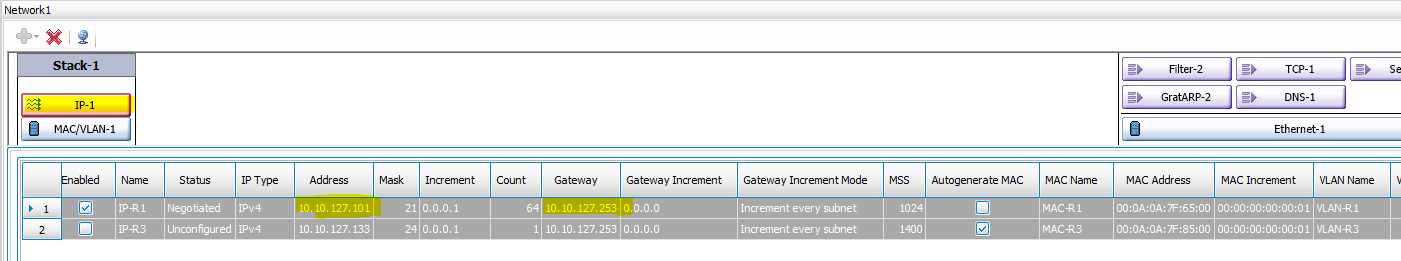 Network1
Stack-1
IP-1
MAC/VLAN-1
Filter-2 TCP-1 Se
GratARP-2 DNS-1
Ethernet-1
Enabled Name Status IP Type Address Mask Increment Count Gateway Gateway Increment Gateway Increment Mode MSS Autogenerate MAC MAC Name MAC Address MAC Increment VLAN Name V
1 IP-R1 Negotiated IPv4 10.10.127.101 21 0.0.0.1 64 10.10.127.253 0.0.0.0 Increment every subnet 1024 MAC-R1 00:0A:0A:7F:65:00 00:00:00:00:00:01 VLAN-R1
2 IP-R3 Unconfigured IPv4 10.10.127.133 24 0.0.0.1 1 10.10.127.253 0.0.0.0 Increment every subnet 1400 MAC-R3 00:0A:0A:7F:85:00 00:00:00:00:00:01 VLAN-R3